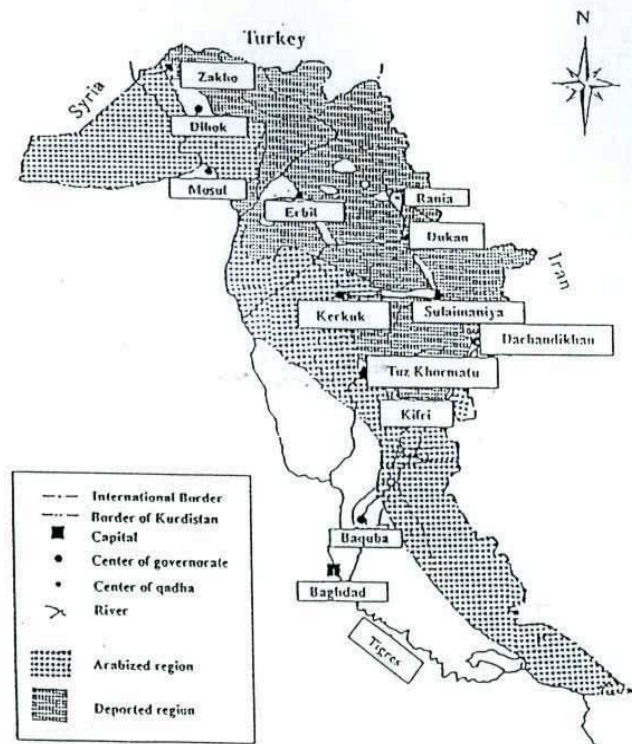 N
Turkey
Syria
Zakho
Dihok
Mosul
Erbil
Rania
Dukan
Iran
Kerkuk
Sulaimaniya
Darbandikhan
Tuz Khormatu
Kifri
Baquba
Baghdad
Tigres
International Border
Border of Kurdistan
Capital
Center of governorate
Center of qadha
River
Arabized region
Deported region